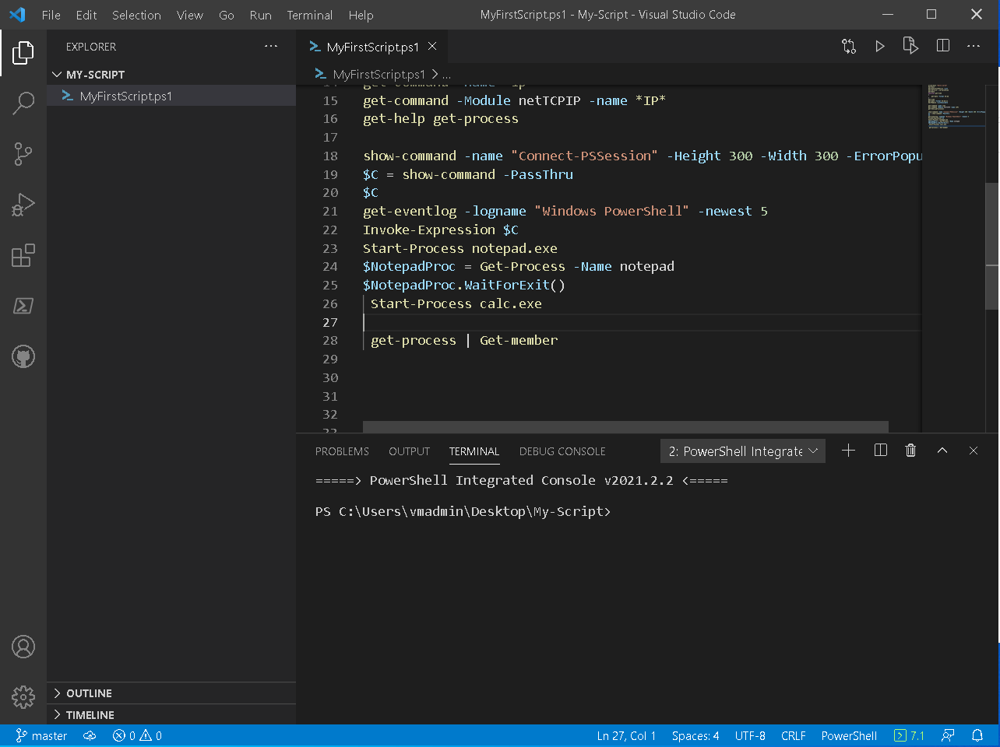 File Edit Selection View Go Run Terminal Help
MyFirstScript.ps1 - My-Script - Visual Studio Code
EXPLORER
MY-SCRIPT
MyFirstScript.ps1
MyFirstScript.ps1
MyFirstScript.ps1 > ...
15 get-command -Module netTCPIP -name *IP*
16 get-help get-process
17
18 show-command -name "Connect-PSSession" -Height 300 -Width 300 -ErrorPopu
19 $C = show-command -PassThru
20 $C
21 get-eventlog -logname "Windows PowerShell" -newest 5
22 Invoke-Expression $C
23 Start-Process notepad.exe
24 $NotepadProc = Get-Process -Name notepad
25 $NotepadProc.WaitForExit()
26 Start-Process calc.exe
27
28 get-process | Get-member
29
30
31
32
PROBLEMS OUTPUT TERMINAL DEBUG CONSOLE
2: PowerShell Integrate
=====> PowerShell Integrated Console v2021.2.2 <=====
PS C:\Users\vmadmin\Desktop\My-Script>
OUTLINE
TIMELINE
master 0 0 Ln 27, Col 1 Spaces: 4 UTF-8 CRLF PowerShell 7.1